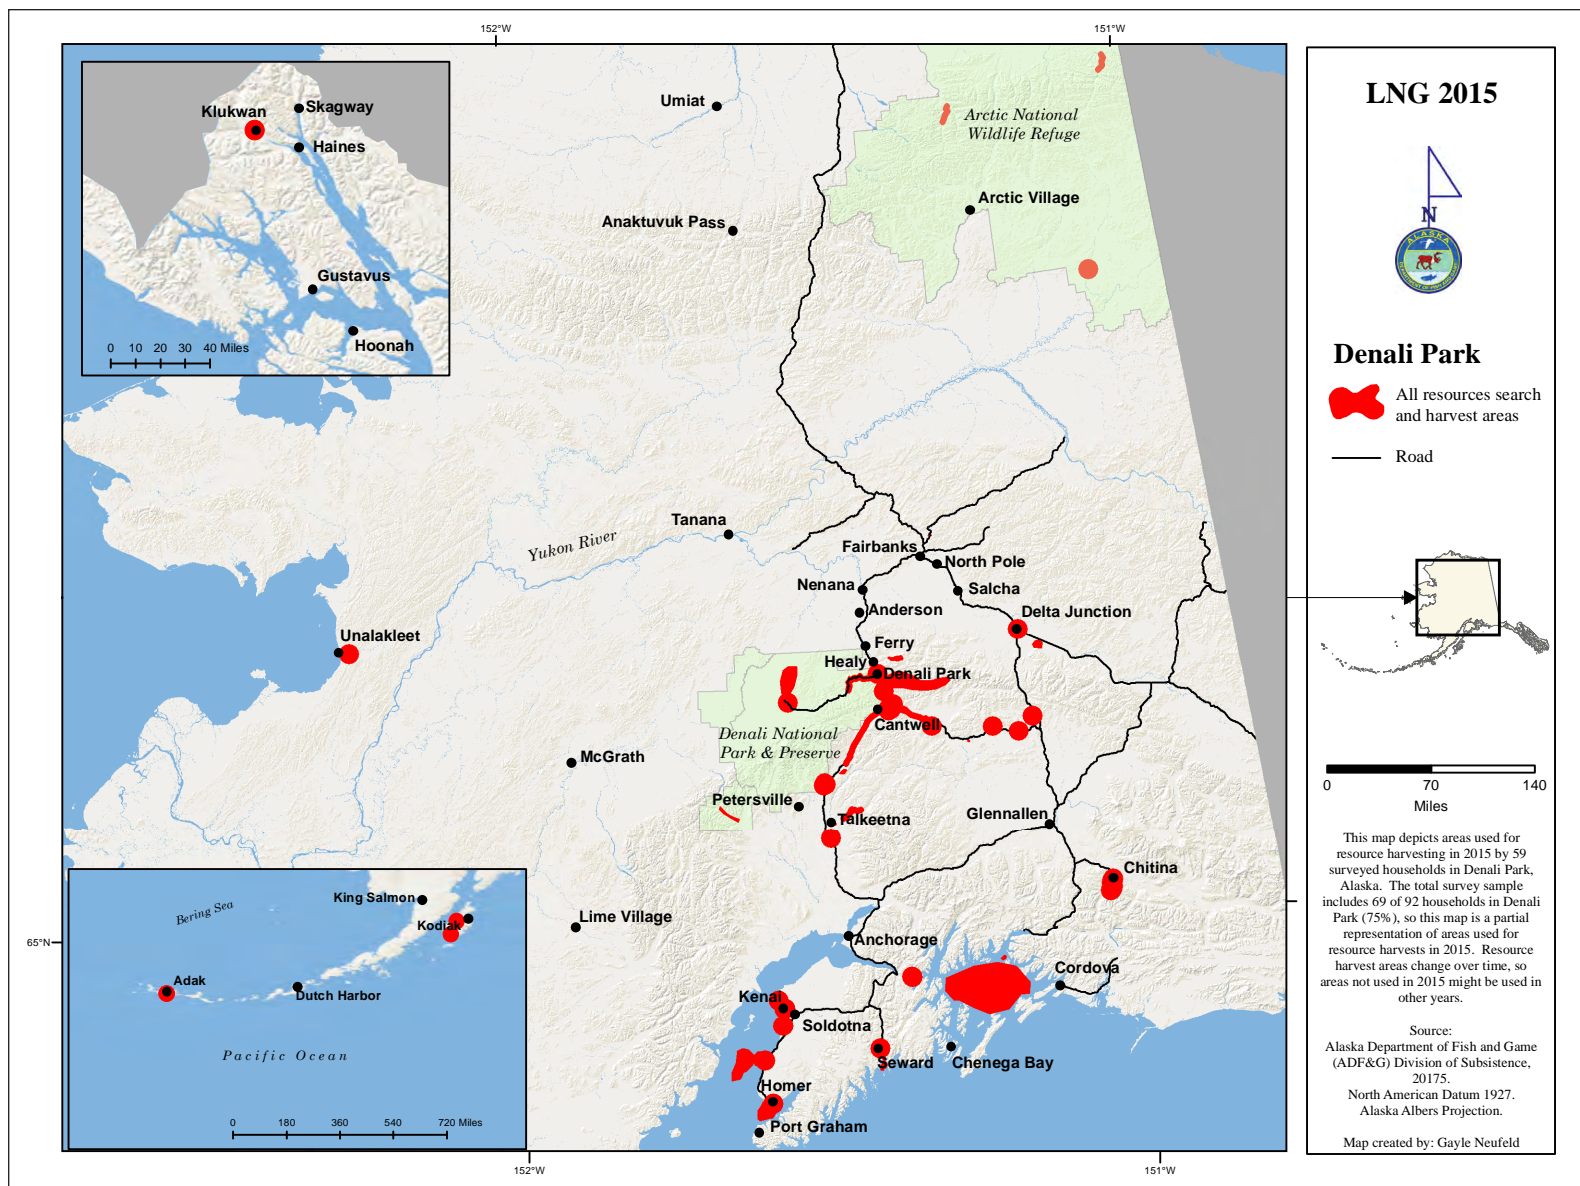 152°W
151°W
Klukwan
Skagway
Haines
Gustavus
Hoonah
0 10 20 30 40 Miles
Umiat
Arctic National
Wildlife Refuge
Arctic Village
Anaktuvuk Pass
Tanana
Yukon River
Fairbanks
North Pole
Nenana
Salcha
Anderson
Delta Junction
Unalakleet
Ferry
Healy
Denali Park
Cantwell
Denali National
Park & Preserve
McGrath
Petersville
Talkeetna
Glennallen
Chitina
Lime Village
Anchorage
Cordova
Kenai
Soldotna
Seward
Chenega Bay
Homer
Port Graham
65°N
Bering Sea
King Salmon
Kodiak
Adak
Dutch Harbor
Pacific Ocean
0 180 360 540 720 Miles
152°W
151°W
LNG 2015
N
ALASKA
Denali Park
All resources search
and harvest areas
Road
0 70 140
Miles
This map depicts areas used for
resource harvesting in 2015 by 59
surveyed households in Denali Park,
Alaska. The total survey sample
includes 69 of 92 households in Denali
Park (75%), so this map is a partial
representation of areas used for
resource harvests in 2015. Resource
harvest areas change over time, so
areas not used in 2015 might be used in
other years.
Source:
Alaska Department of Fish and Game
(ADF&G) Division of Subsistence,
20175.
North American Datum 1927.
Alaska Albers Projection.
Map created by: Gayle Neufeld